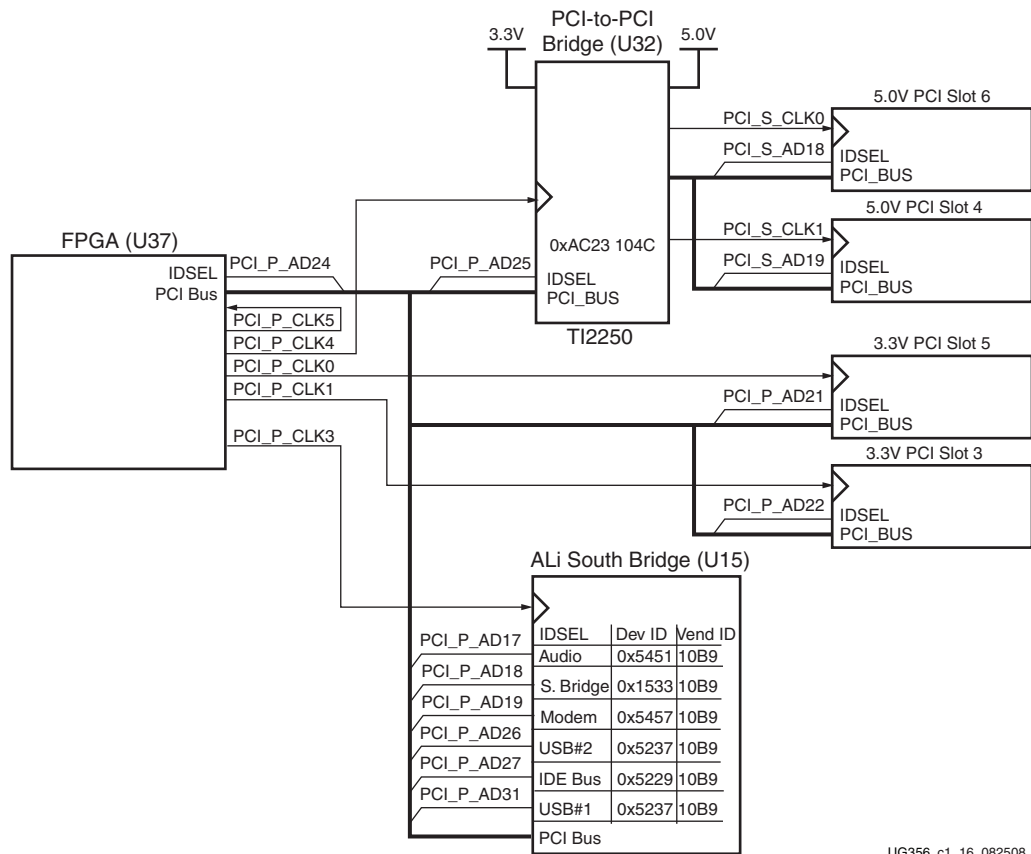 PCI-to-PCI
Bridge (U32)
3.3V
5.0V
5.0V PCI Slot 6
PCI_S_CLK0
PCI_S_AD18
IDSEL
PCI_BUS
5.0V PCI Slot 4
PCI_S_CLK1
PCI_S_AD19
IDSEL
PCI_BUS
0xAC23 104C
PCI_P_AD25
IDSEL
PCI_BUS
TI2250
FPGA (U37)
IDSEL
PCI Bus
PCI_P_AD24
PCI_P_CLK5
PCI_P_CLK4
PCI_P_CLK0
PCI_P_CLK1
PCI_P_CLK3
3.3V PCI Slot 5
PCI_P_AD21
IDSEL
PCI_BUS
3.3V PCI Slot 3
PCI_P_AD22
IDSEL
PCI_BUS
ALi South Bridge (U15)
IDSEL Dev ID Vend ID
PCI_P_AD17 Audio 0x5451 10B9
PCI_P_AD18 S. Bridge 0x1533 10B9
PCI_P_AD19 Modem 0x5457 10B9
PCI_P_AD26 USB#2 0x5237 10B9
PCI_P_AD27 IDE Bus 0x5229 10B9
PCI_P_AD31 USB#1 0x5237 10B9
PCI Bus
UG356_c1_16_082508